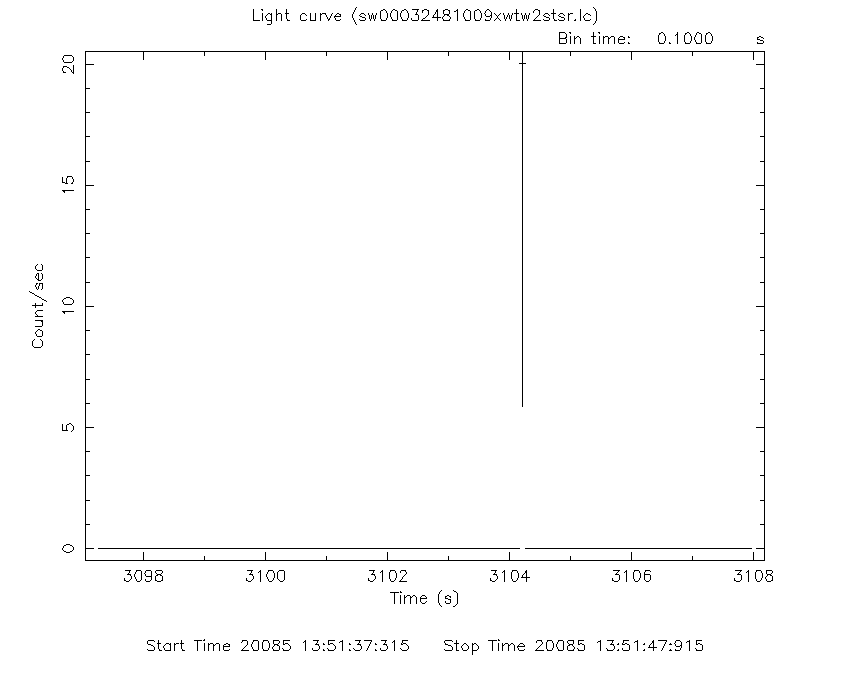 Light curve (sw00032481009xwtw2stsr.lc)
Bin time: 0.1000 s
20
15
10
5
0
Count/sec
3098 3100 3102 3104 3106 3108
Time (s)
Start Time 20085 13:51:37:315 Stop Time 20085 13:51:47:915